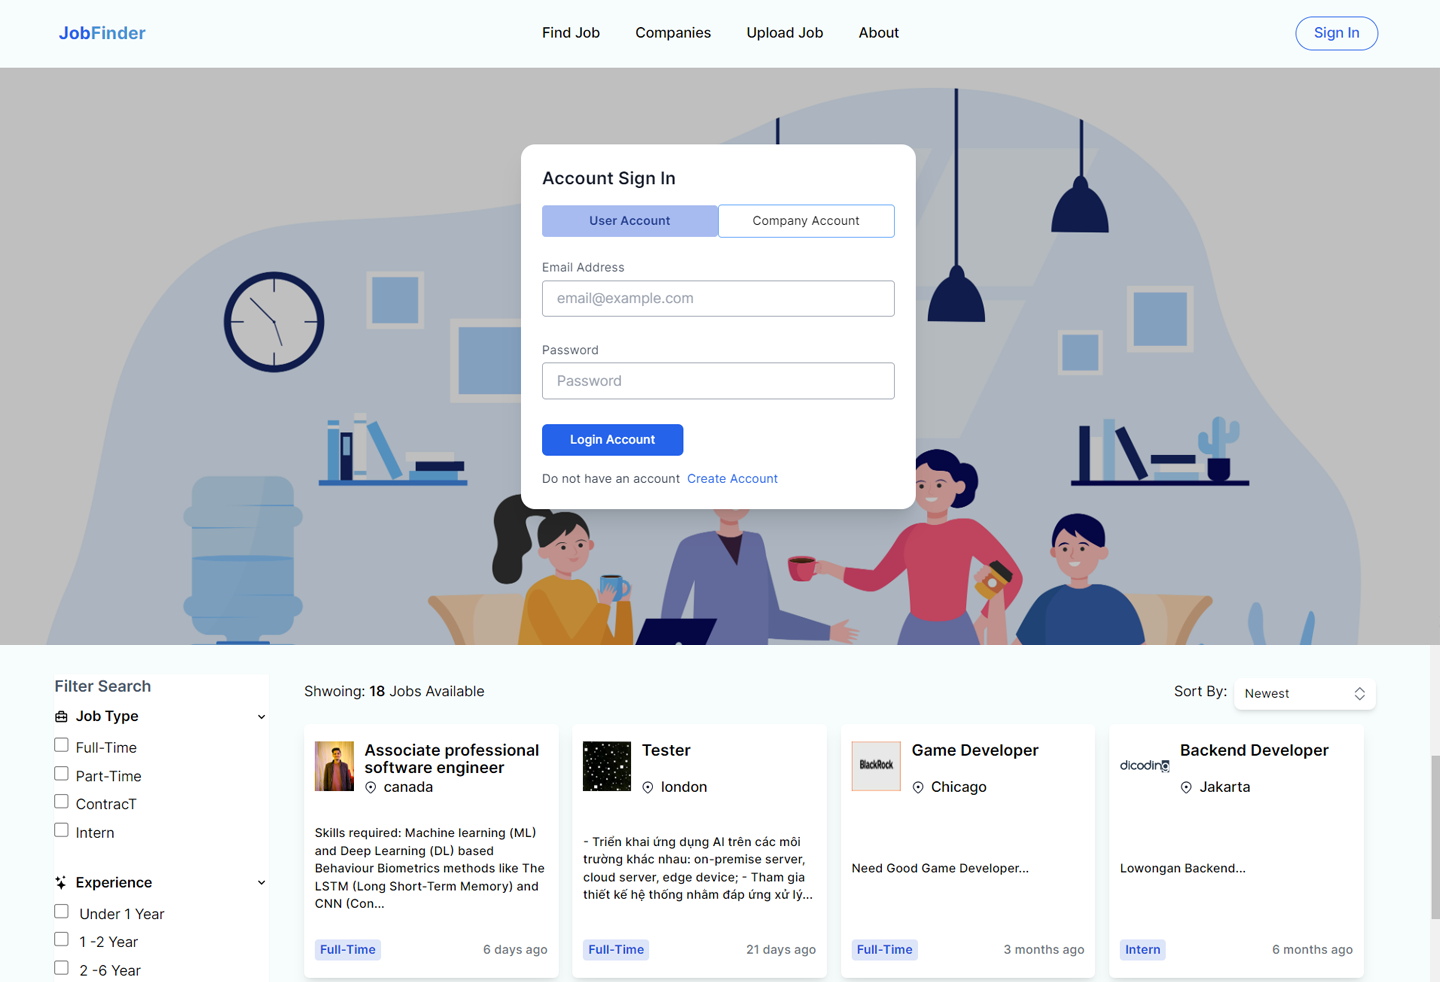 JobFinder
Find Job
Companies
Upload Job
About
Sign In
Account Sign In
User Account
Company Account
Email Address
email@example.com
Password
Password
Login Account
Do not have an account Create Account
Filter Search
Job Type
Full-Time
Part-Time
ContracT
Intern
Experience
Under 1 Year
1 -2 Year
2 -6 Year
Shwoing: 18 Jobs Available
Sort By:
Newest
Associate professional
software engineer
canada
Skills required: Machine learning (ML)
and Deep Learning (DL) based
Behaviour Biometrics methods like The
LSTM (Long Short-Term Memory) and
CNN (Con...
Full-Time
6 days ago
Tester
london
- Triển khai ứng dụng AI trên các môi
trường khác nhau: on-premise server,
cloud server, edge device; - Tham gia
thiết kế hệ thống nhằm đáp ứng xử lý...
Full-Time
21 days ago
BlackRock
Game Developer
Chicago
Need Good Game Developer...
Full-Time
3 months ago
dicoding
Backend Developer
Jakarta
Lowongan Backend...
Intern
6 months ago